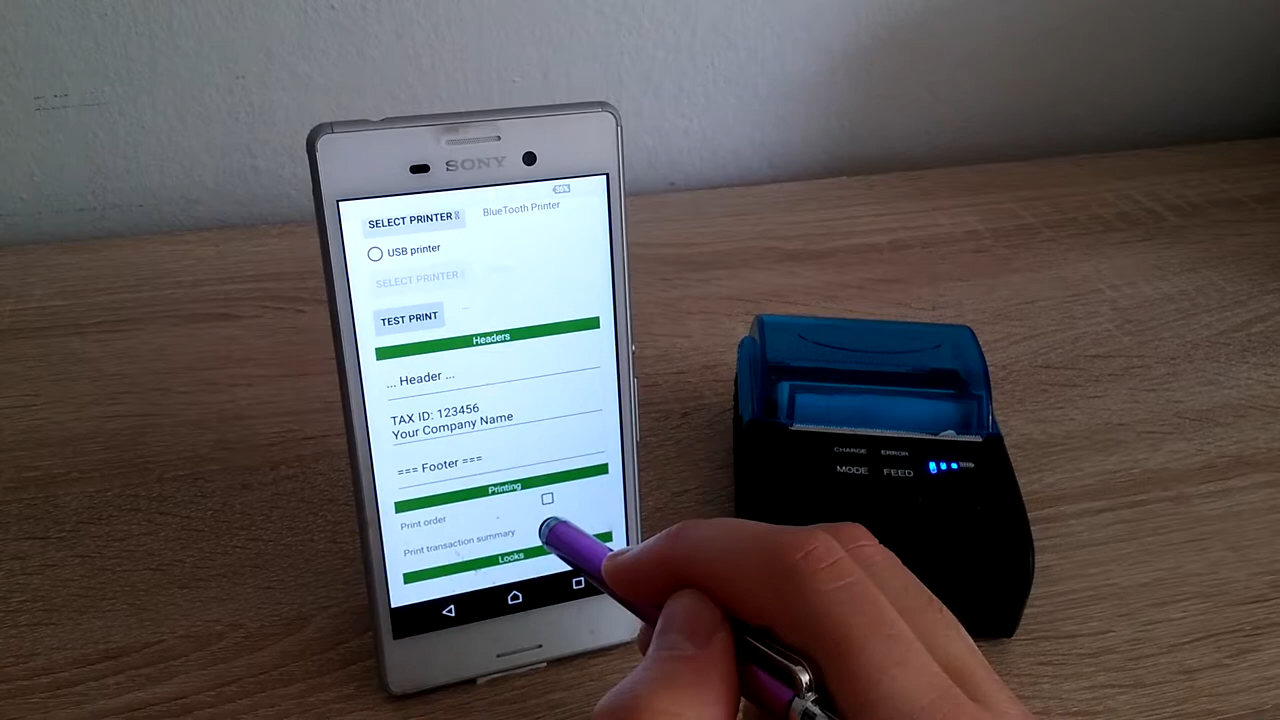 SONY
36%
SELECT PRINTER
BlueTooth Printer
USB printer
SELECT PRINTER
TEST PRINT
Headers
... Header ...
TAX ID: 123456
Your Company Name
=== Footer ===
Printing
Print order
Print transaction summary
Looks
CHARGE ERROR
MODE FEED